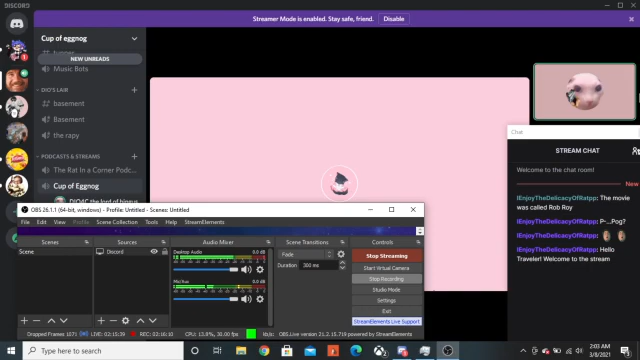 DISCORD
Streamer Mode is enabled. Stay safe, friend. Disable
Cup of eggnog
NEW UNREADS
Music Bots
DIO'S LAIR
basement
Basement
the rapy
PODCASTS & STREAMS
The Rat In a Corner Podcas...
Cup of Eggnog
Chat
STREAM CHAT
Welcome to the chat room!
New
IEnjoyTheDelicacyOfRatpp: The movie
was called Rob Roy
IEnjoyTheDelicacyOfRatpp:
P-...Pog?
IEnjoyTheDelicacyOfRatpp:
IEnjoyTheDelicacyOfRatpp: Hello
Traveler! Welcome to the stream
OBS 26.1.1 (64-bit, windows) - Profile: Untitled - Scenes: Untitled
File Edit View Profile Scene Collection Tools Help StreamElements
Scenes Sources Audio Mixer Scene Transitions Controls
Scene
Discord
Desktop Audio 0.0 dB
Mic/Aux 0.0 dB
Fade
Duration 300 ms
Stop Streaming
Start Virtual Camera
Stop Recording
Studio Mode
Settings
Exit
StreamElements Live Support
LIVE: 02:15:39 REC: 02:16:10 CPU: 13.8%, 30.00 fps OBS.Live version 21.2.15.719 powered by StreamElements
Type here to search
2:03 AM
3/8/2021